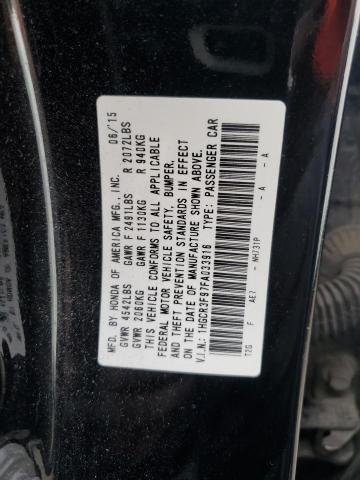 MFD. BY HONDA OF AMERICA MFG., INC. 06/15
GVWR 4542LBS GAWR F 2491LBS R 2072LBS
GVWR 2060KG GAWR F 1130KG R 940KG
THIS VEHICLE CONFORMS TO ALL APPLICABLE
FEDERAL MOTOR VEHICLE SAFETY, BUMPER,
AND THEFT PREVENTION STANDARDS IN EFFECT
ON THE DATE OF MANUFACTURE SHOWN ABOVE.
V.I.N.: 1HGCR3F97FA033916 TYPE: PASSENGER CAR
T2G F AE7 - NH731P - A - A